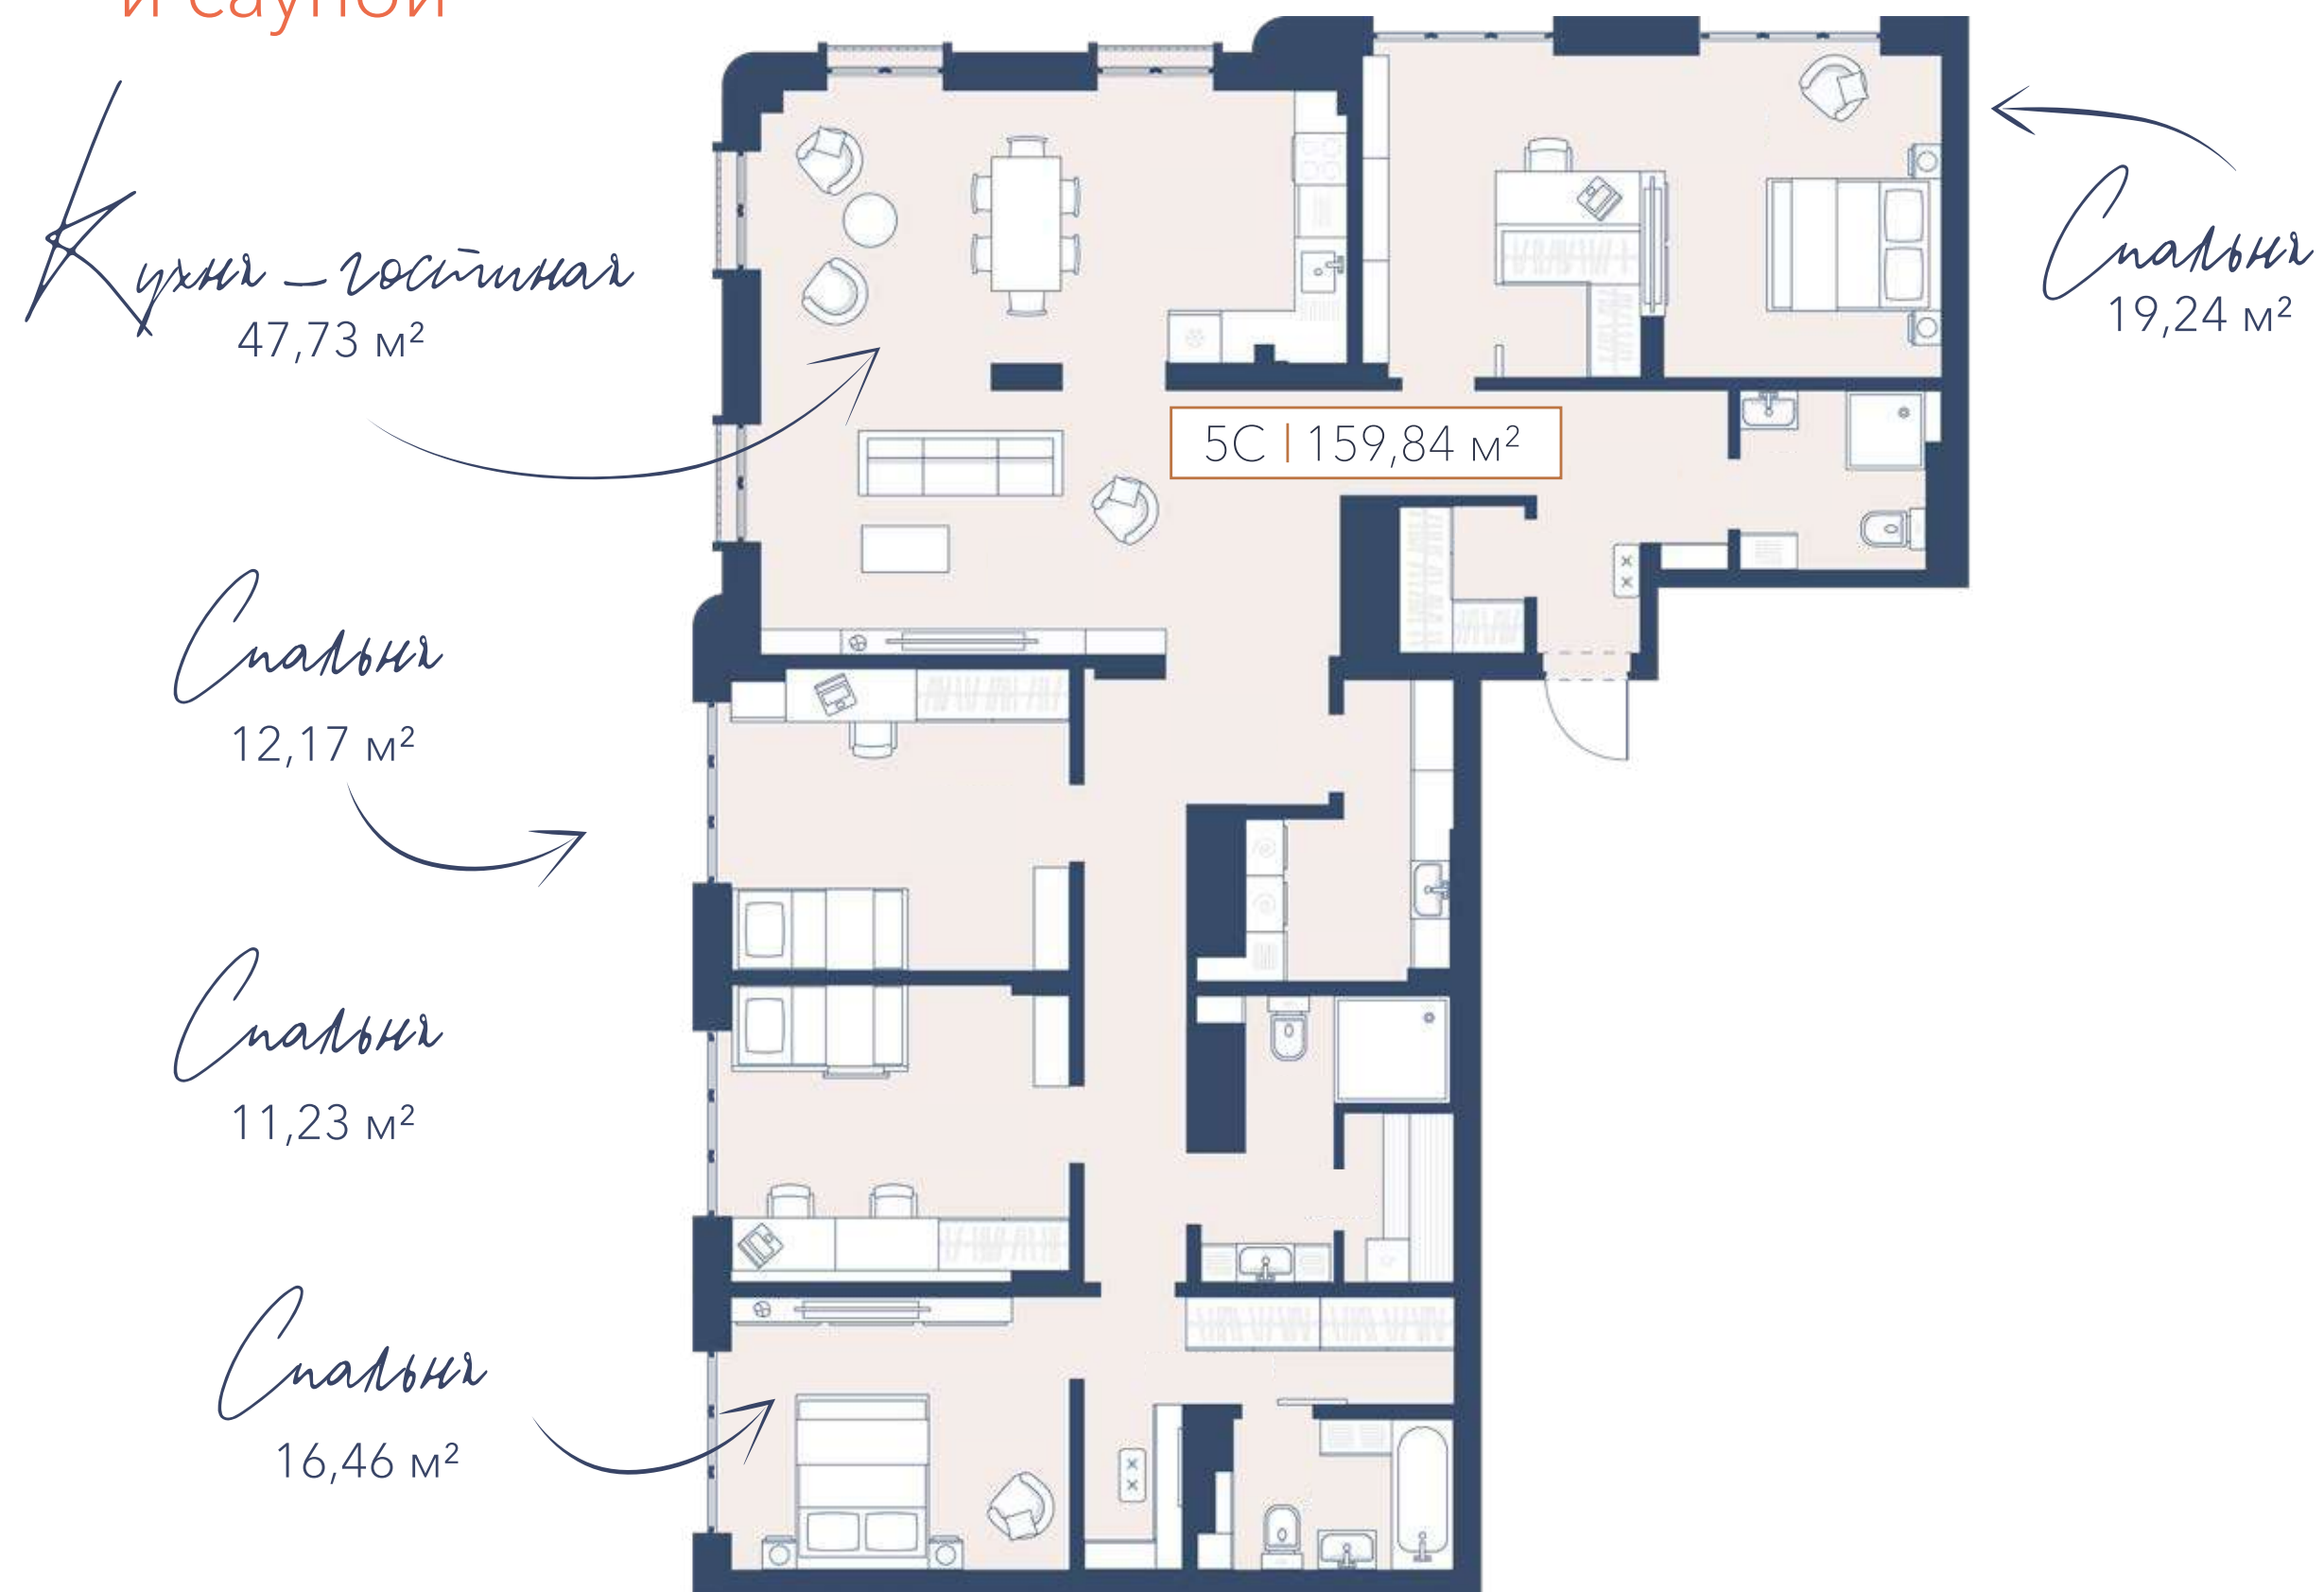 и сауной
Кухня-гостиная
47,73 м²
Спальня
19,24 м²
5С | 159,84 м²
Спальня
12,17 м²
Спальня
11,23 м²
Спальня
16,46 м²